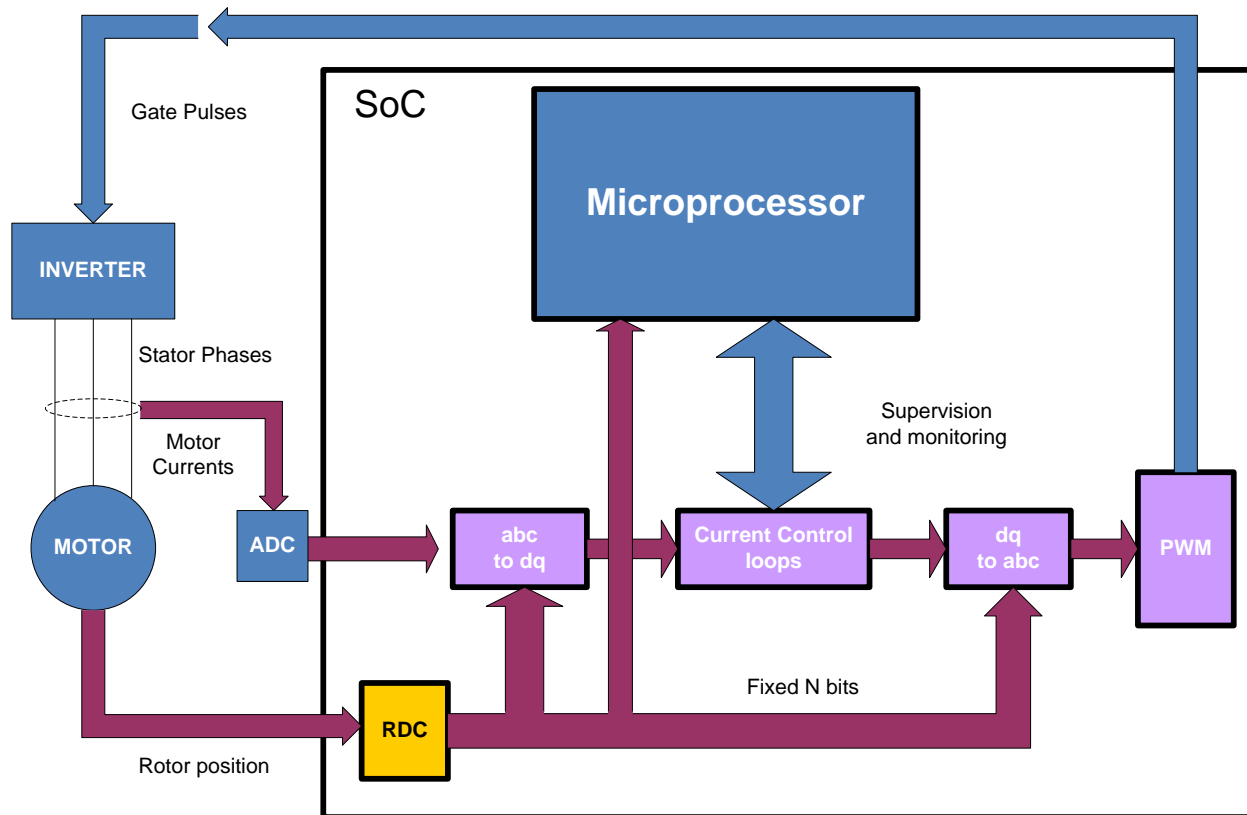 SoC
Gate Pulses
Microprocessor
INVERTER
Stator Phases
Motor
Currents
Supervision
and monitoring
MOTOR
ADC
abc
to dq
Current Control
loops
dq
to abc
PWM
Fixed N bits
RDC
Rotor position